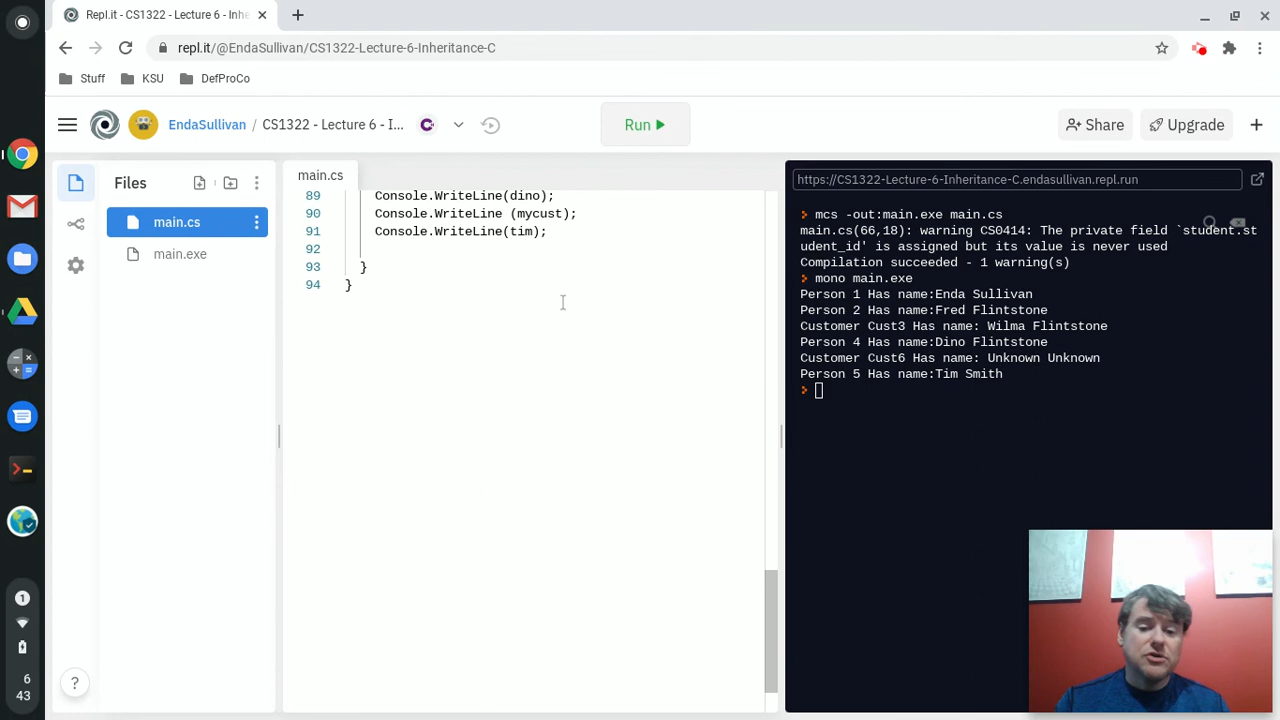 Repl.it - CS1322 - Lecture 6 - Inhe
repl.it/@EndaSullivan/CS1322-Lecture-6-Inheritance-C
Stuff KSU DefProCo
EndaSullivan / CS1322 - Lecture 6 - I...
Run
Share
Upgrade
Files
main.cs
main.exe
main.cs
89 Console.WriteLine(dino);
90 Console.WriteLine (mycust);
91 Console.WriteLine(tim);
92
93 }
94 }
https://CS1322-Lecture-6-Inheritance-C.endasullivan.repl.run
mcs -out:main.exe main.cs
main.cs(66,18): warning CS0414: The private field `student.st
udent_id' is assigned but its value is never used
Compilation succeeded - 1 warning(s)
mono main.exe
Person 1 Has name:Enda Sullivan
Person 2 Has name:Fred Flintstone
Customer Cust3 Has name: Wilma Flintstone
Person 4 Has name:Dino Flintstone
Customer Cust6 Has name: Unknown Unknown
Person 5 Has name:Tim Smith
1
6
43
?